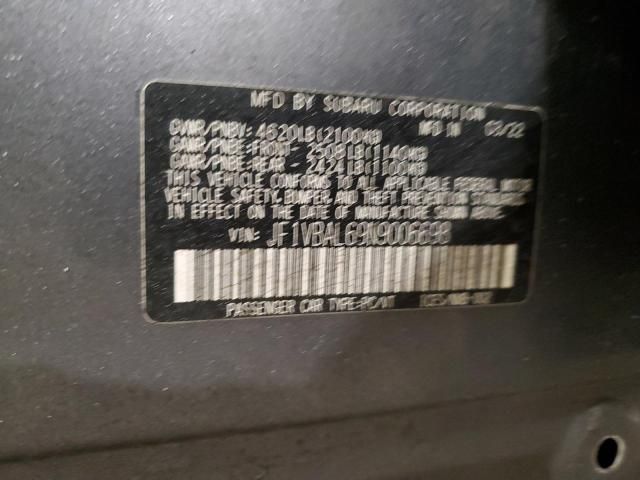 MFD BY SUBARU CORPORATION
MFD IN 03/22
GVWR/PNBV: 4620LB(2100KG)
GAWR/PNBE:FRONT- 2508LB(1140KG)
GAWR/PNBE:REAR - 2424LB(1100KG)
THIS VEHICLE CONFORMS TO ALL APPLICABLE FEDERAL MOTOR
VEHICLE SAFETY, BUMPER, AND THEFT PREVENTION STANDARDS
IN EFFECT ON THE DATE OF MANUFACTURE SHOWN ABOVE.
VIN: JF1VBAL69N9006698
PASSENGER CAR TYPE:PC/VT